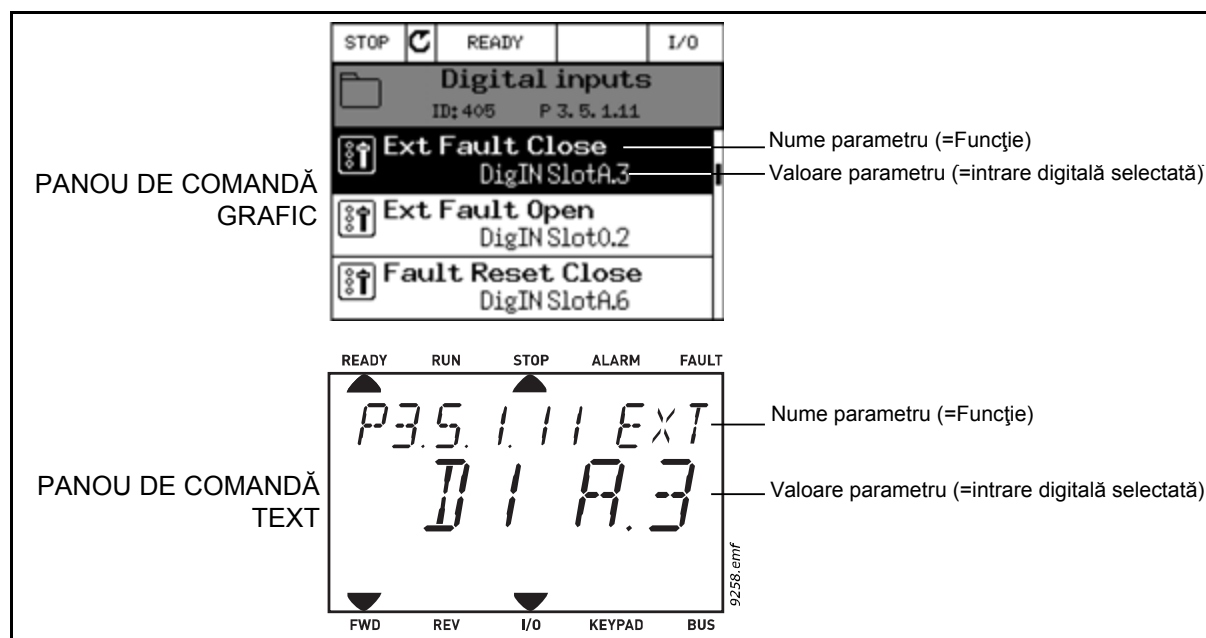 STOP READY I/O
Digital inputs
ID:405 P 3.5.1.11
Ext Fault Close
DigIN SlotA.3
Ext Fault Open
DigIN Slot0.2
Fault Reset Close
DigIN SlotA.6
Nume parametru (=Funcţie)
Valoare parametru (=intrare digitală selectată)
PANOU DE COMANDĂ
GRAFIC
READY RUN STOP ALARM FAULT
P3.5.1.11 EXT
DI A.3
FWD REV I/O KEYPAD BUS
Nume parametru (=Funcţie)
Valoare parametru (=intrare digitală selectată)
PANOU DE COMANDĂ
TEXT
9258.emf